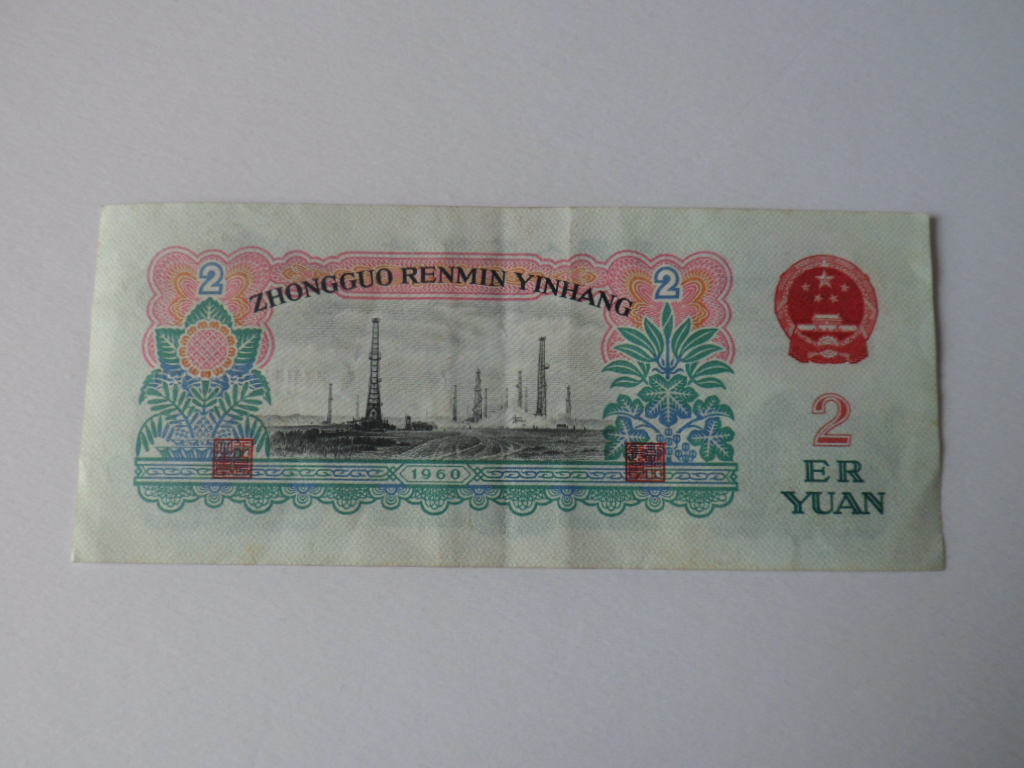 2
2
ZHONGGUO RENMIN YINHANG
1960
2
ER
YUAN